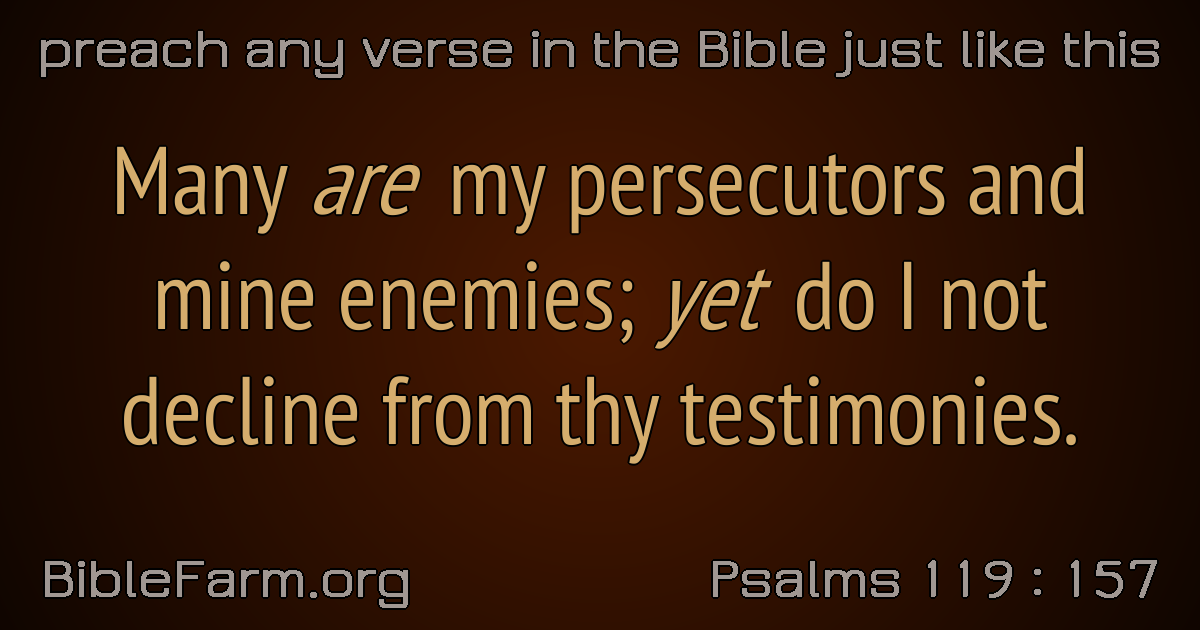 preach any verse in the Bible just like this
Many are my persecutors and
mine enemies; yet do I not
decline from thy testimonies.
BibleFarm.org
Psalms 119 : 157